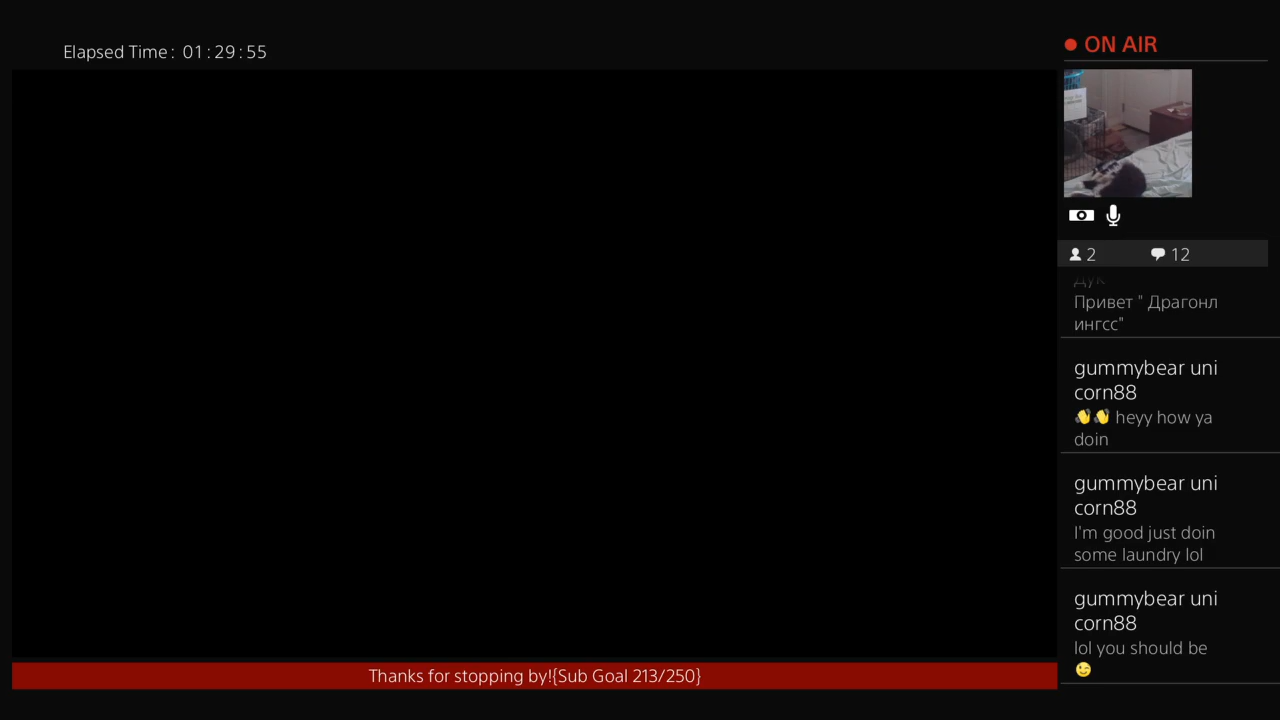 Elapsed Time: 01:29:55
ON AIR
2 12
Дук
Привет " Драгонл
ингсс"
gummybear uni
corn88
👋👋 heyy how ya
doin
gummybear uni
corn88
I'm good just doin
some laundry lol
gummybear uni
corn88
lol you should be
😉
Thanks for stopping by!{Sub Goal 213/250}